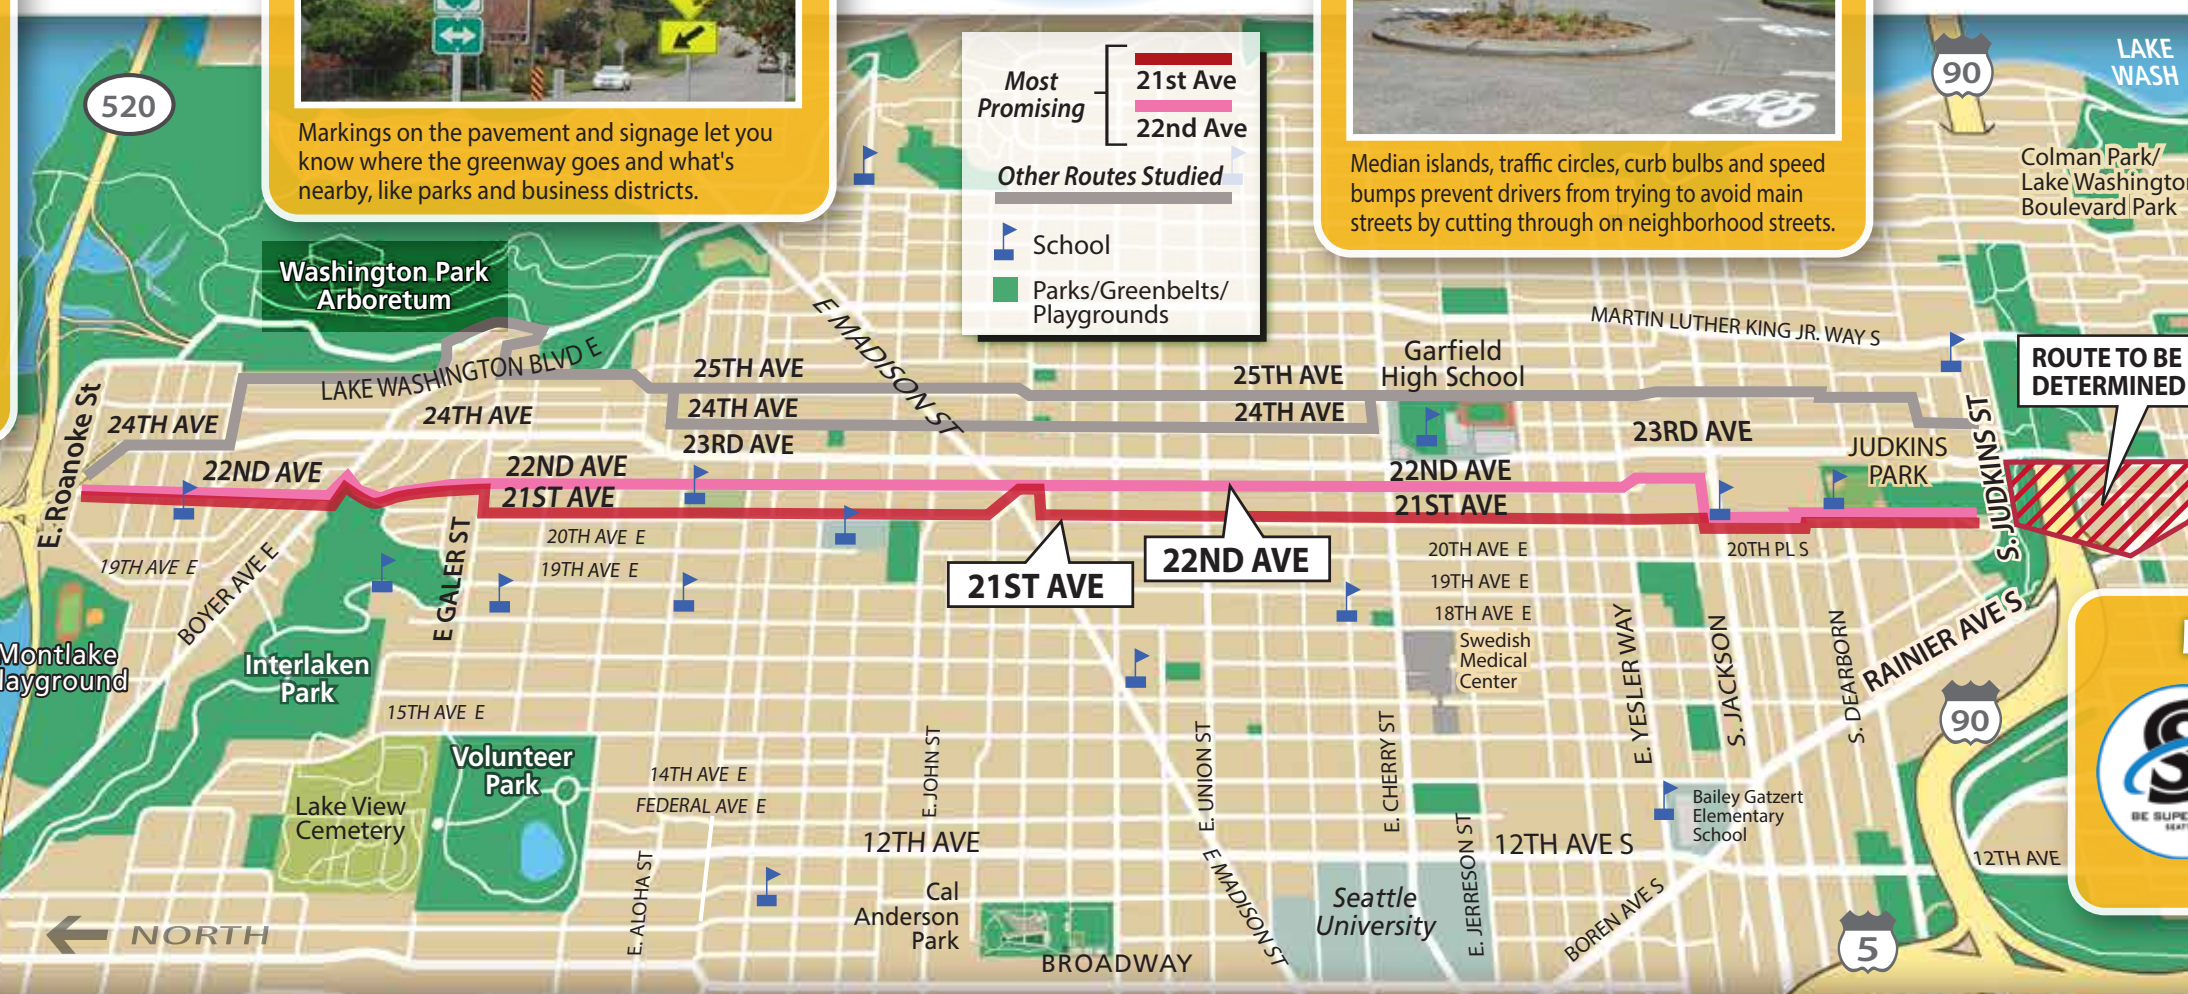 520
Markings on the pavement and signage let you
know where the greenway goes and what's
nearby, like parks and business districts.
Most
Promising
21st Ave
22nd Ave
Other Routes Studied
School
Parks/Greenbelts/
Playgrounds
Median islands, traffic circles, curb bulbs and speed
bumps prevent drivers from trying to avoid main
streets by cutting through on neighborhood streets.
90
LAKE
WASH
Colman Park/
Lake Washington
Boulevard Park
Washington Park
Arboretum
LAKE WASHINGTON BLVD E
E MADISON ST
MARTIN LUTHER KING JR. WAY S
ROUTE TO BE
DETERMINED
Garfield
High School
25TH AVE
25TH AVE
24TH AVE
24TH AVE
24TH AVE
24TH AVE
23RD AVE
23RD AVE
JUDKINS
PARK
S. JUDKINS ST
E. Roanoke St
22ND AVE
22ND AVE
22ND AVE
21ST AVE
21ST AVE
20TH AVE E
19TH AVE E
19TH AVE E
BOYER AVE E
E GALER ST
21ST AVE
22ND AVE
20TH AVE E
19TH AVE E
18TH AVE E
20TH PL S
Swedish
Medical
Center
E. YESLER WAY
S. JACKSON
S. DEARBORN
RAINIER AVE S
S. JUDKINS ST
Montlake
layground
Interlaken
Park
15TH AVE E
Volunteer
Park
Lake View
Cemetery
14TH AVE E
FEDERAL AVE E
E. JOHN ST
E. UNION ST
E. CHERRY ST
E. JERRESON ST
90
Bailey Gatzert
Elementary
School
12TH AVE
12TH AVE S
12TH AVE
BE SUPE
SEAT
E. ALOHA ST
Cal
Anderson
Park
BROADWAY
E MADISON ST
Seattle
University
BOREN AVE S
5
NORTH